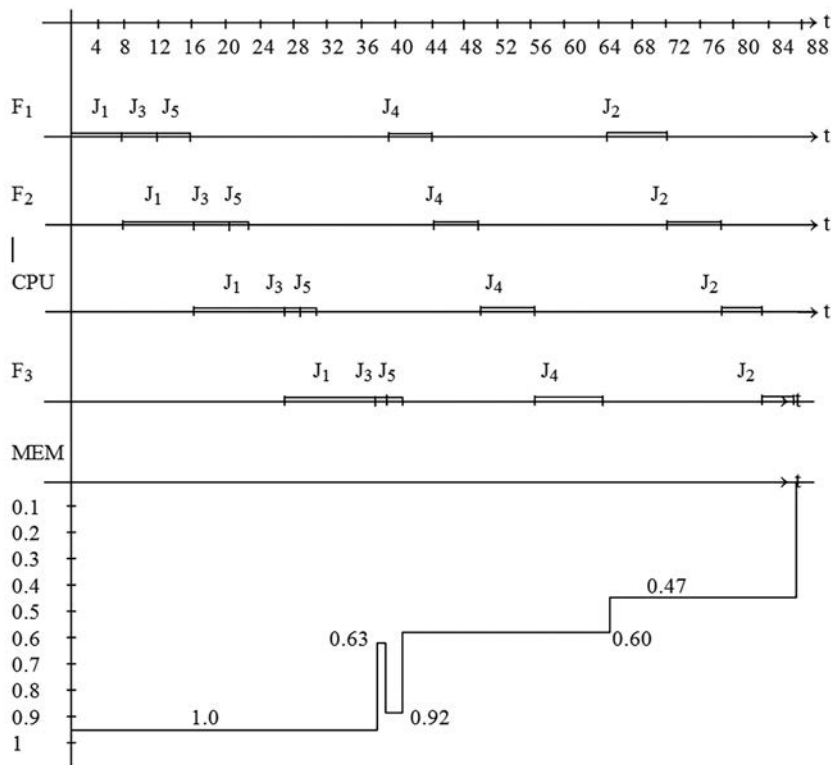 t
4 8 12 16 20 24 28 32 36 40 44 48 52 56 60 64 68 72 76 80 84 88
F1 J1 J3 J5 J4 J2
t
F2 J1 J3 J5 J4 J2
t
CPU J1 J3 J5 J4 J2
t
F3 J1 J3 J5 J4 J2
t
MEM
t
0.1
0.2
0.3
0.4 0.47
0.5
0.6 0.63 0.60
0.7
0.8
0.9 1.0 0.92
1